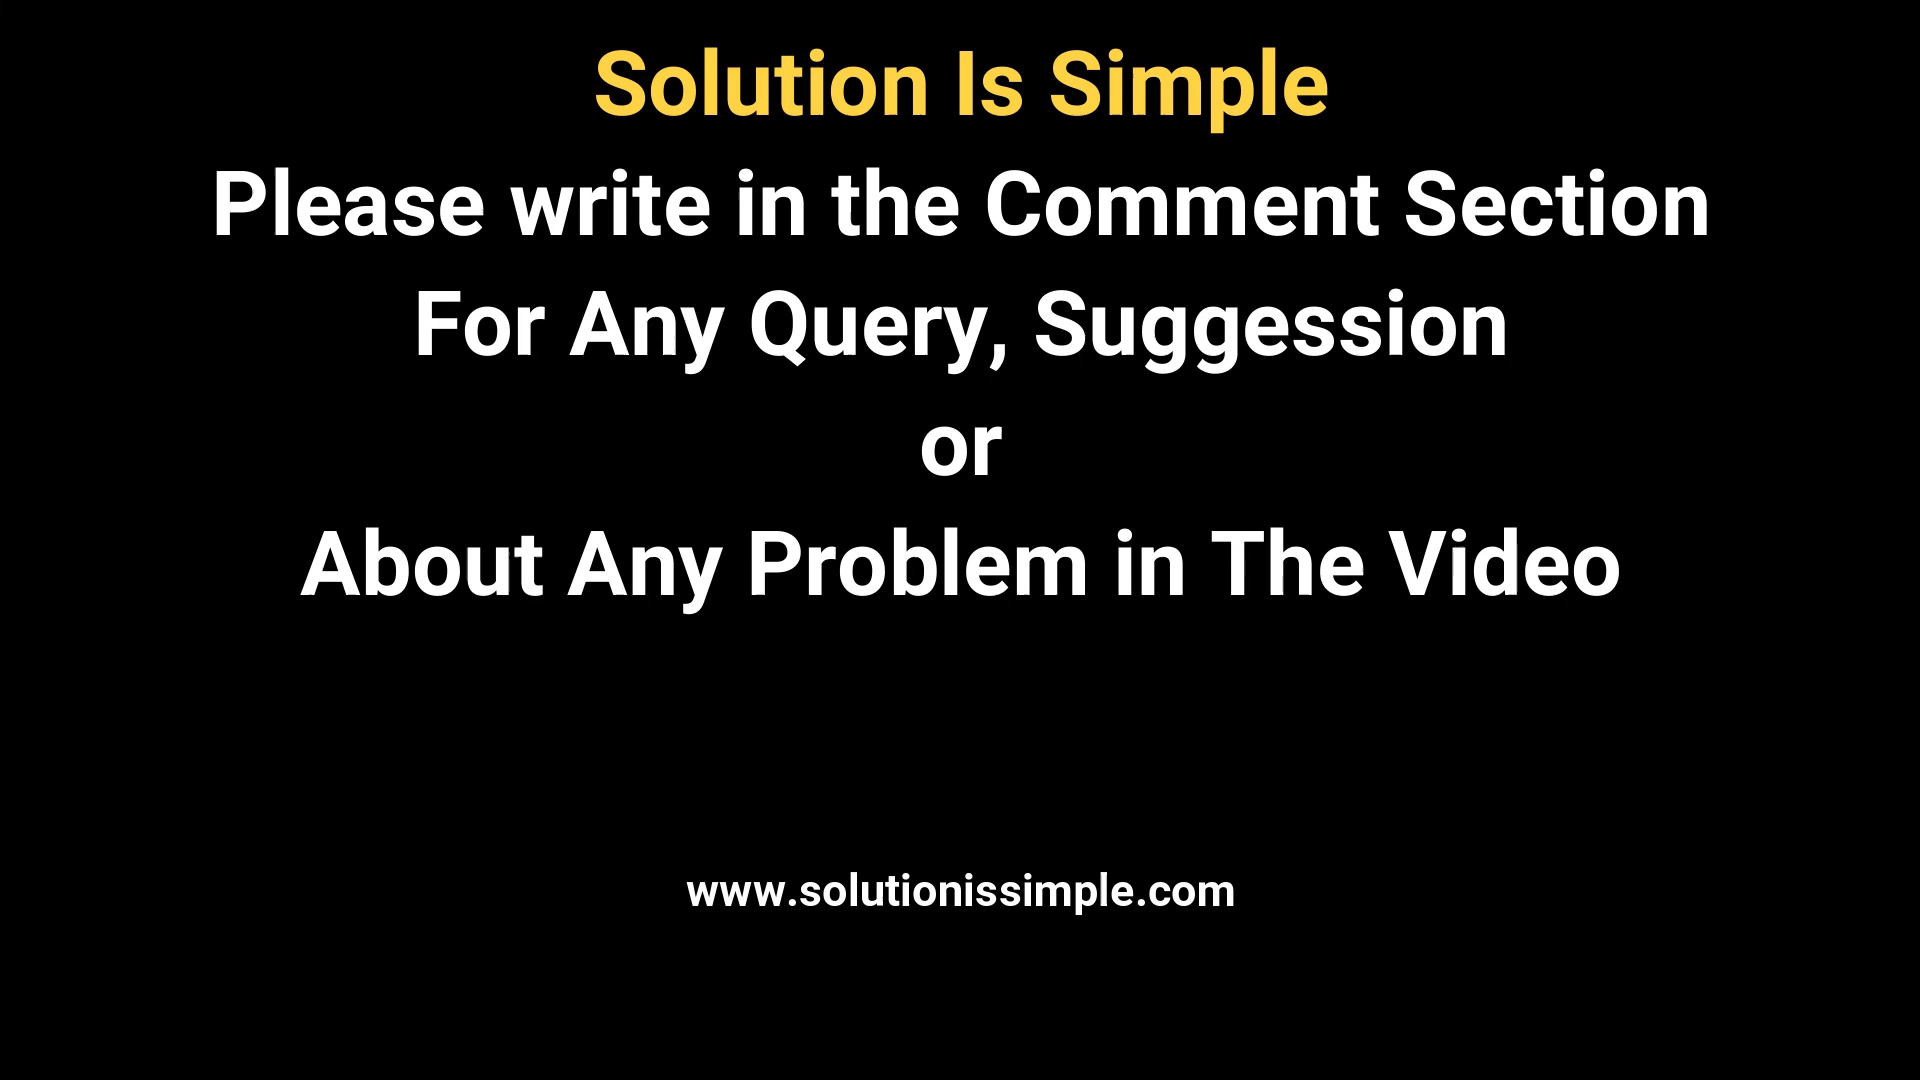 Solution Is Simple
Please write in the Comment Section
For Any Query, Suggession
or
About Any Problem in The Video
www.solutionissimple.com